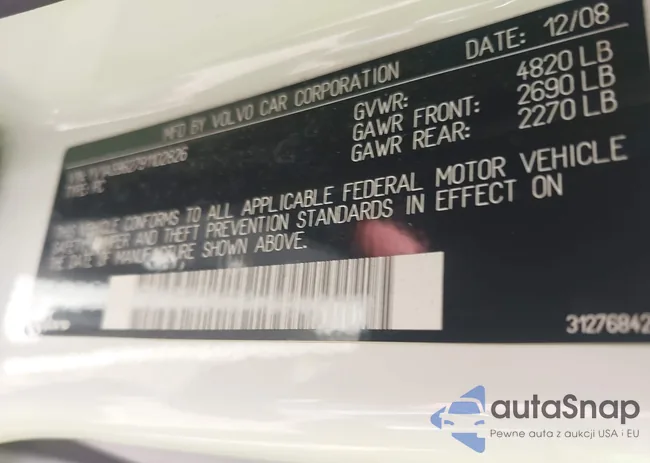 MFD BY VOLVO CAR CORPORATION DATE: 12/08
GVWR: 4820 LB
GAWR FRONT: 2690 LB
GAWR REAR: 2270 LB
TYPE: PC
THIS VEHICLE CONFORMS TO ALL APPLICABLE FEDERAL MOTOR VEHICLE
SAFETY, BUMPER AND THEFT PREVENTION STANDARDS IN EFFECT ON
THE DATE OF MANUFACTURE SHOWN ABOVE.
31276842
autaSnap
Pewne auta z aukcji USA i EU